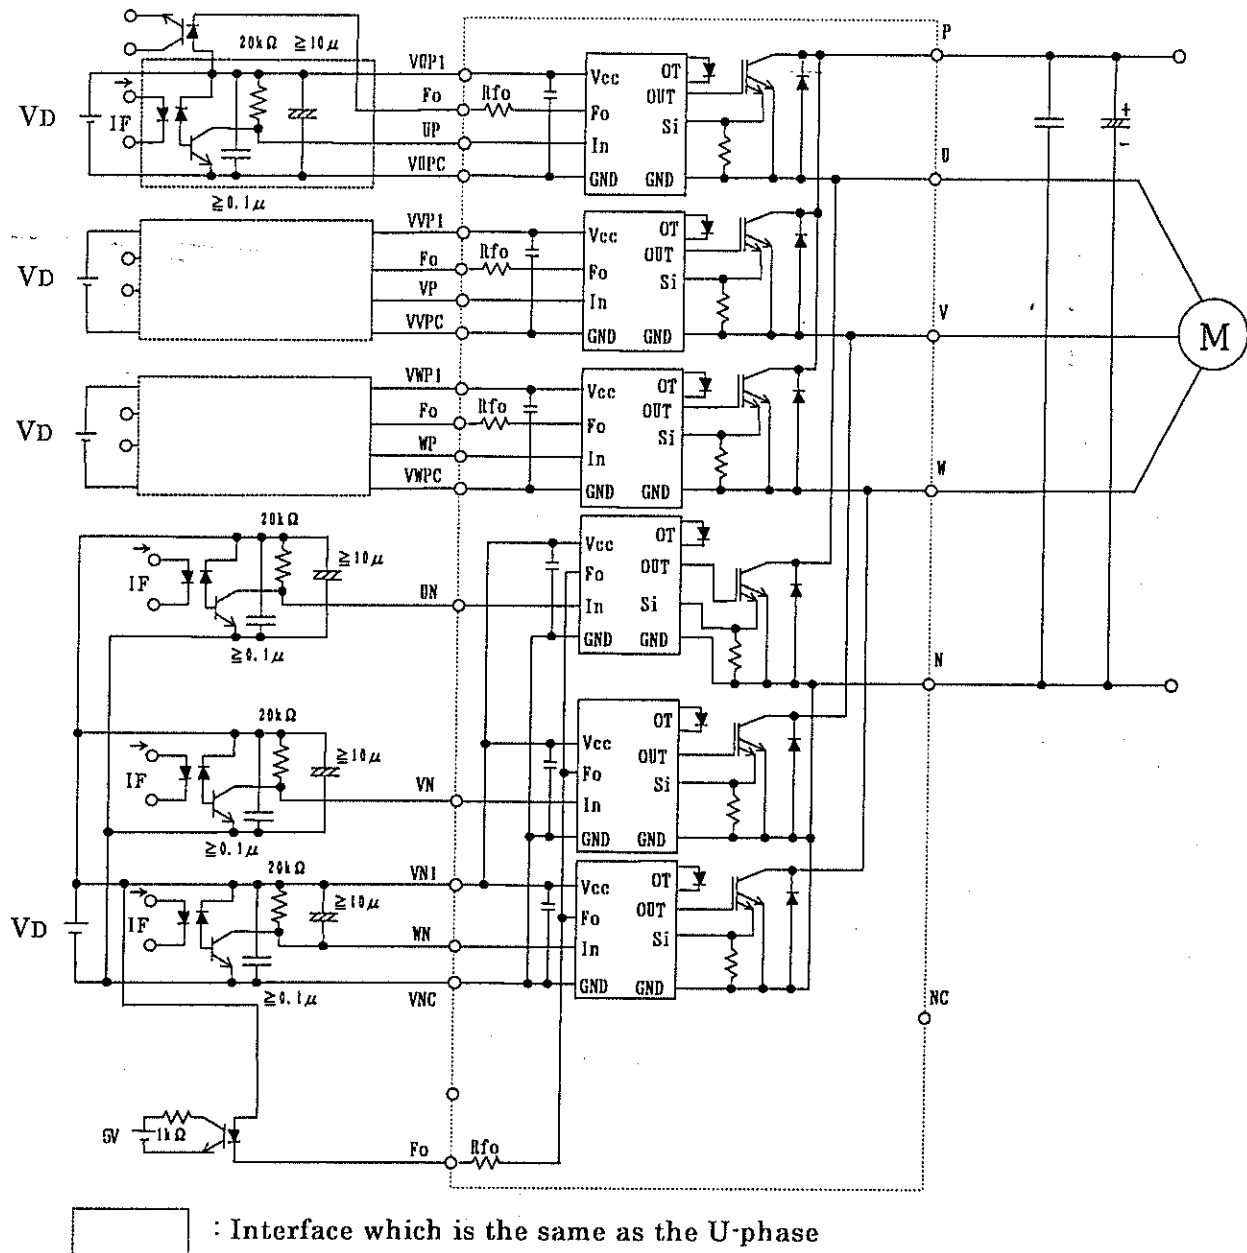 20kΩ ≧10μ
VUP1
Fo
UP
VUPC
VD
IF
≧0.1μ
Rfo
Vcc
Fo
In
GND
OT
OUT
Si
GND
P
U
+
-
VVP1
Fo
VP
VVPC
VD
Rfo
Vcc
Fo
In
GND
OT
OUT
Si
GND
V
M
VWP1
Fo
WP
VWPC
VD
Rfo
Vcc
Fo
In
GND
OT
OUT
Si
GND
W
20kΩ
≧10μ
IF
UN
≧0.1μ
Vcc
Fo
In
GND
OT
OUT
Si
GND
N
20kΩ
≧10μ
IF
VN
≧0.1μ
Vcc
Fo
In
GND
OT
OUT
Si
GND
20kΩ
VN1
≧10μ
VD
IF
WN
≧0.1μ
VNC
Vcc
Fo
In
GND
OT
OUT
Si
GND
NC
5V
1kΩ
Fo
Rfo
: Interface which is the same as the U-phase